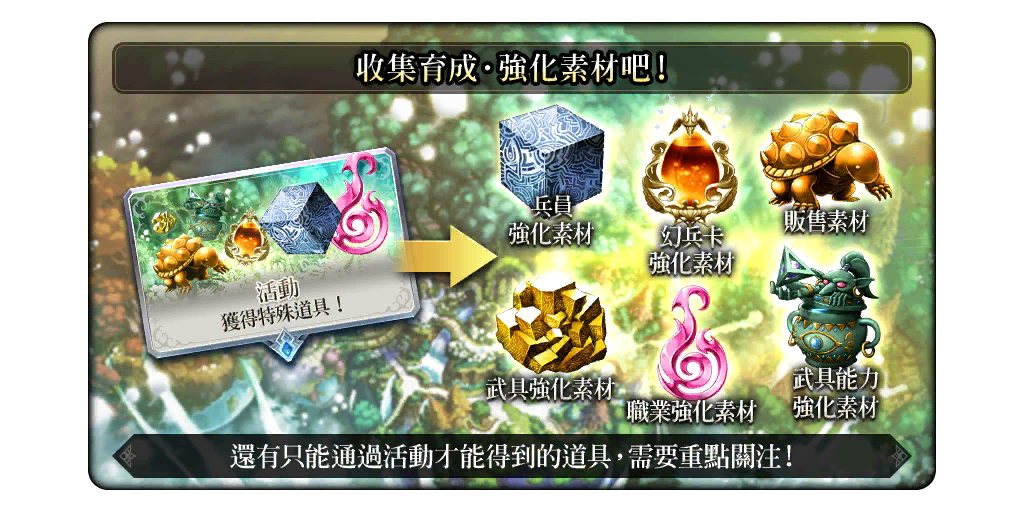 收集育成·強化素材吧！
活動
獲得特殊道具！
兵員
強化素材
幻兵卡
強化素材
販售素材
武具強化素材
職業強化素材
武具能力
強化素材
還有只能通過活動才能得到的道具，需要重點關注！